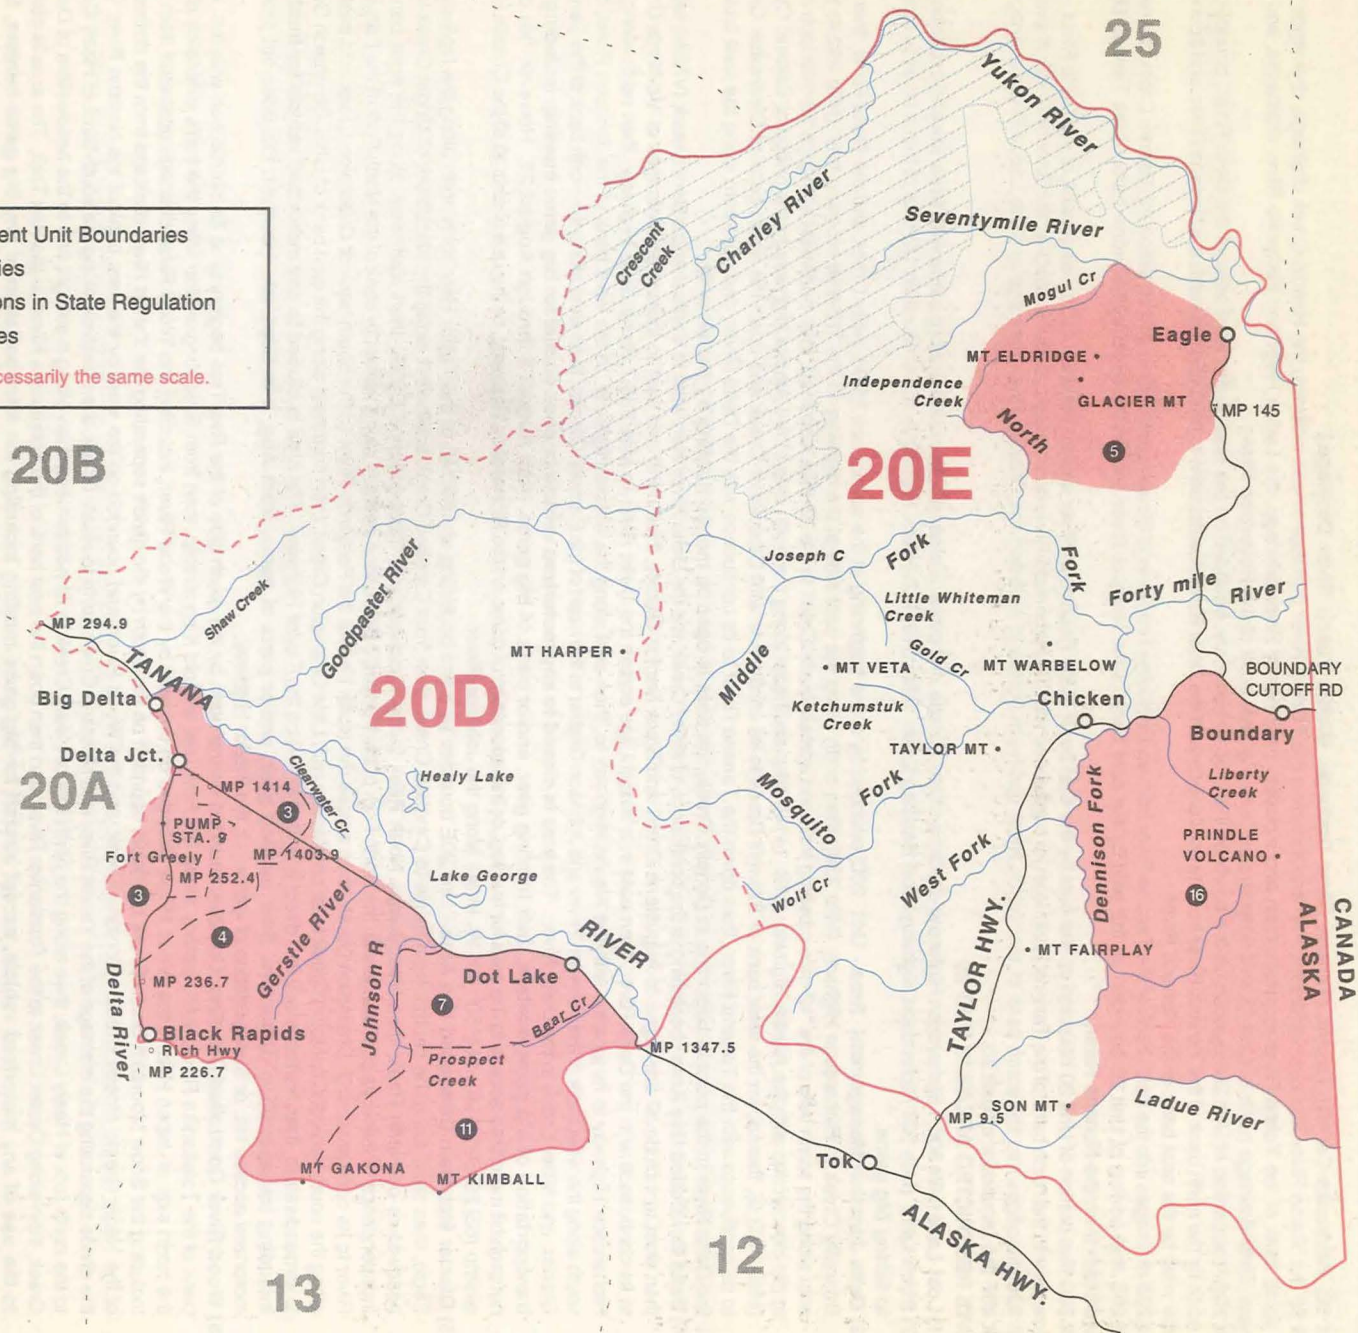 25
Yukon River
ent Unit Boundaries
ies
ons in State Regulation
es
cessarily the same scale.
Crescent
Creek
Charley River
Seventymile River
Mogul Cr
Eagle
MT ELDRIDGE
Independence
Creek
GLACIER MT
MP 145
North
5
20B
20E
Joseph C
Fork
Fork
Forty mile
River
Shaw Creek
Goodpaster River
Little Whiteman
Creek
MP 294.9
TANANA
MT HARPER
Middle
MT VETA
Gold Cr
MT WARBELOW
BOUNDARY
CUTOFF RD
Big Delta
20D
Ketchumstuk
Creek
Chicken
Boundary
Delta Jct.
TAYLOR MT
20A
MP 1414
Clearwater Cr.
Healy Lake
Mosquito
Fork
Dennison Fork
Liberty
Creek
3
PUMP
STA. 9
Fort Greely
MP 1403.9
MP 252.4
PRINDLE
VOLCANO
3
Lake George
Wolf Cr
West Fork
16
4
Gerstle River
RIVER
TAYLOR HWY.
MT FAIRPLAY
CANADA
ALASKA
Delta River
MP 236.7
Johnson R
Dot Lake
7
Bear Cr
Black Rapids
Rich Hwy
MP 226.7
Prospect
Creek
MP 1347.5
11
SON MT
MP 9.5
Ladue River
MT GAKONA
MT KIMBALL
Tok
ALASKA HWY.
12
13